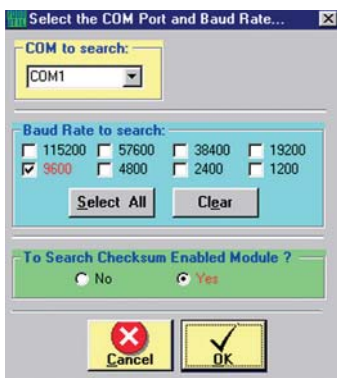 Select the COM Port and Baud Rate...
COM to search:
COM1
Baud Rate to search:
115200 57600 38400 19200
9600 4800 2400 1200
Select All Clear
To Search Checksum Enabled Module ?
No Yes
Cancel OK